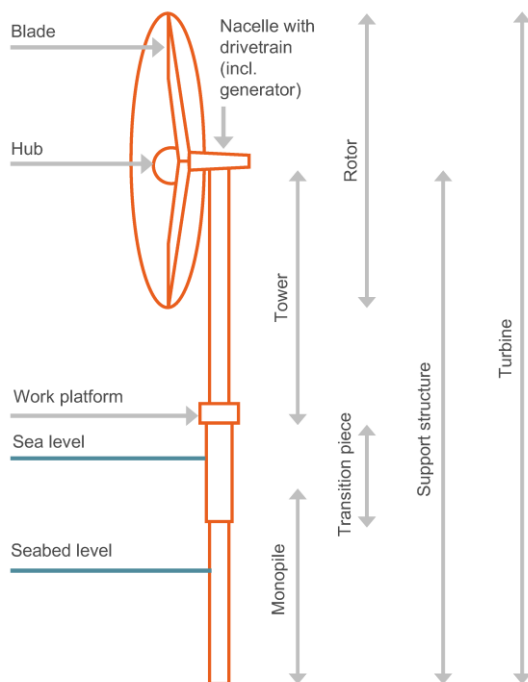 Blade
Nacelle with
drivetrain
(incl.
generator)
Hub
Rotor
Tower
Turbine
Support structure
Work platform
Sea level
Transition piece
Seabed level
Monopile